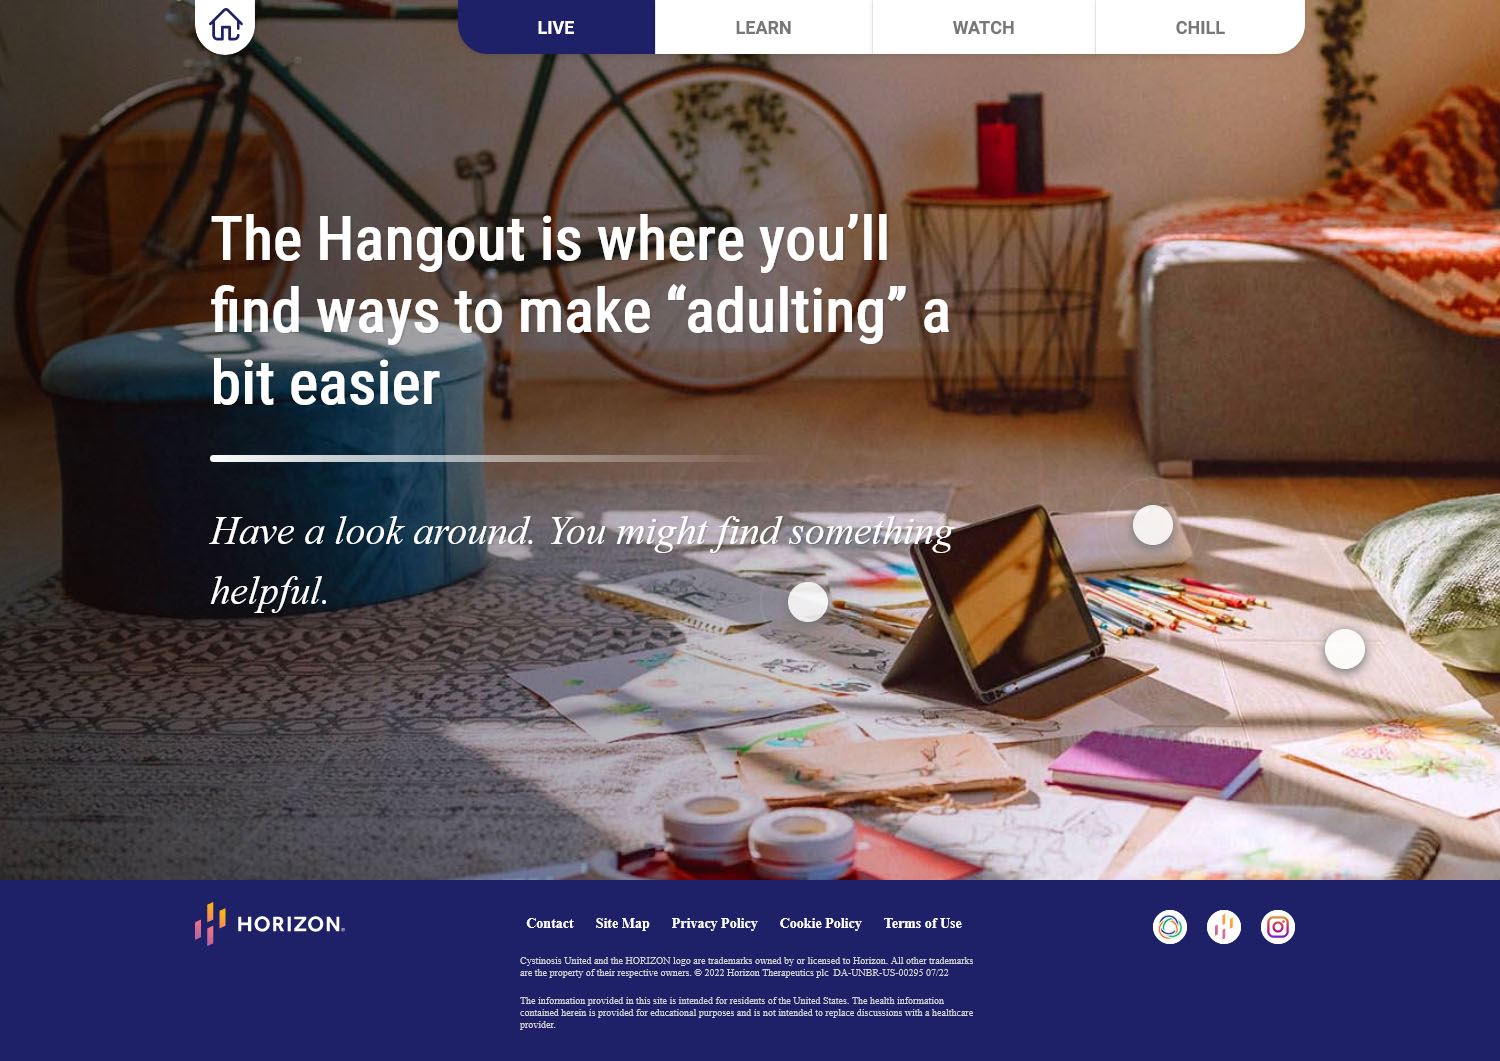 LIVE
LEARN
WATCH
CHILL
The Hangout is where you’ll
find ways to make “adulting” a
bit easier
Have a look around. You might find something
helpful.
HORIZON®
Contact
Site Map
Privacy Policy
Cookie Policy
Terms of Use
Cystinosis United and the HORIZON logo are trademarks owned by or licensed to Horizon. All other trademarks
are the property of their respective owners. © 2022 Horizon Therapeutics plc DA-UNBR-US-00295 07/22
The information provided in this site is intended for residents of the United States. The health information
contained herein is provided for educational purposes and is not intended to replace discussions with a healthcare
provider.